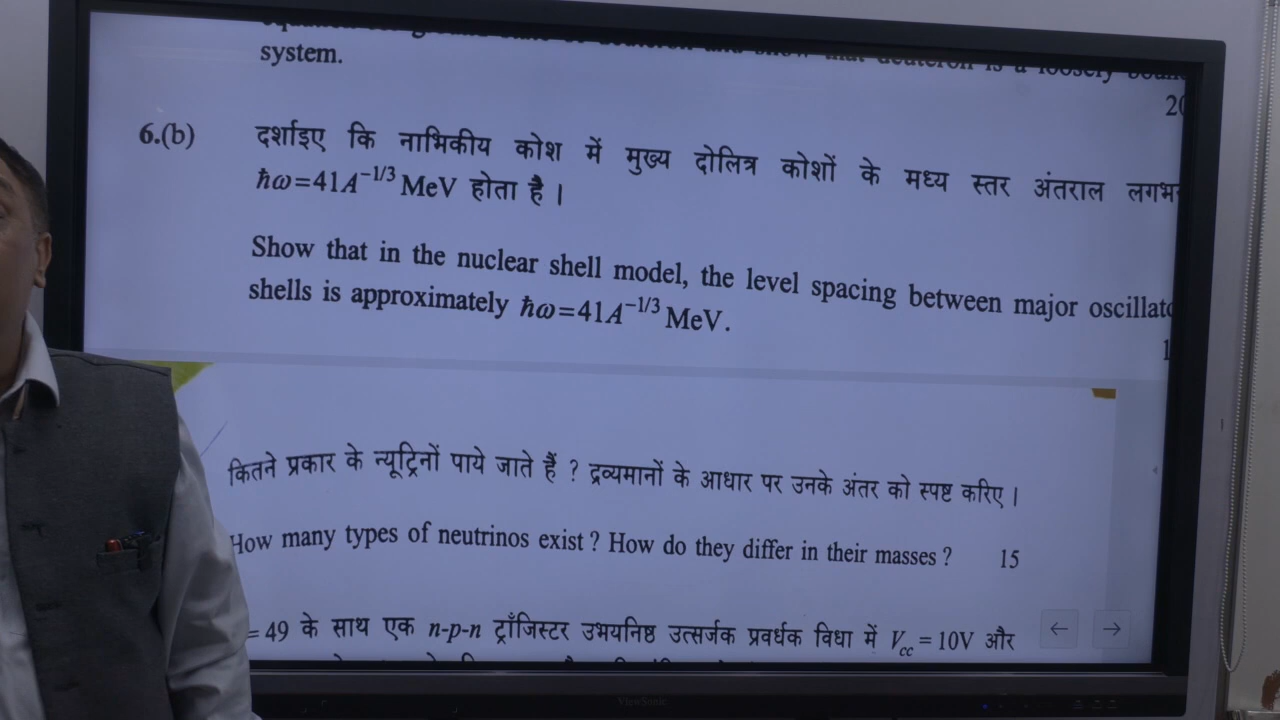 system.
20
6.(b) दर्शाइए कि नाभिकीय कोश में मुख्य दोलित्र कोशों के मध्य स्तर अंतराल
ħω=41A⁻¹/³ MeV होता है ।
Show that in the nuclear shell model, the level spacing between major
shells is approximately ħω=41A⁻¹/³ MeV.
कितने प्रकार के न्यूट्रिनों पाये जाते हैं ? द्रव्यमानों के आधार पर उनके अंतर को स्पष्ट करिए ।
How many types of neutrinos exist ? How do they differ in their masses ? 15
= 49 के साथ एक n-p-n ट्राँजिस्टर उभयनिष्ठ उत्सर्जक प्रवर्धक विधा में Vcc = 10V और
ViewSonic